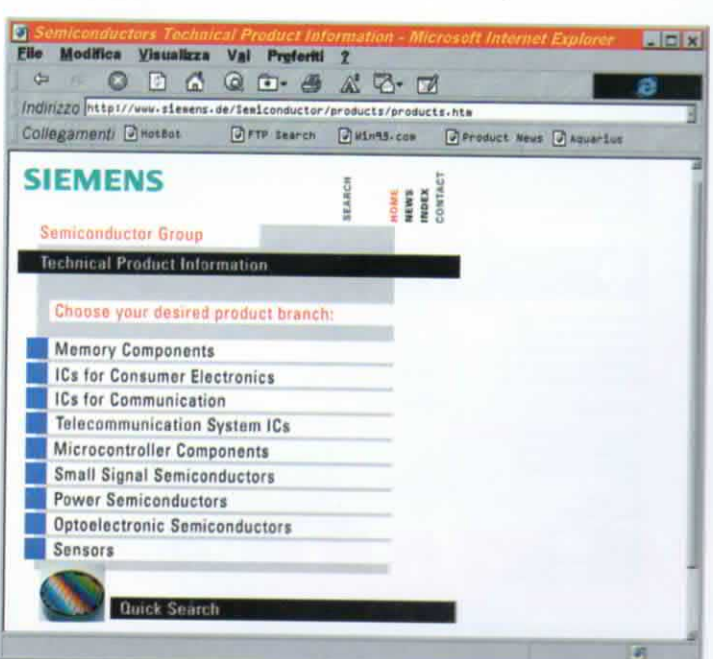 Semiconductors Technical Product Information - Microsoft Internet Explorer
File Modifica Visualizza Vai Preferiti ?
Indirizzo http://www.siemens.de/Semiconductor/products/products.htm
Collegamenti HotBot FTP Search Win95.com Product News Aquarius
SIEMENS
SEARCH
HOME
NEWS
INDEX
CONTACT
Semiconductor Group
Technical Product Information
Choose your desired product branch:
Memory Components
ICs for Consumer Electronics
ICs for Communication
Telecommunication System ICs
Microcontroller Components
Small Signal Semiconductors
Power Semiconductors
Optoelectronic Semiconductors
Sensors
Quick Search